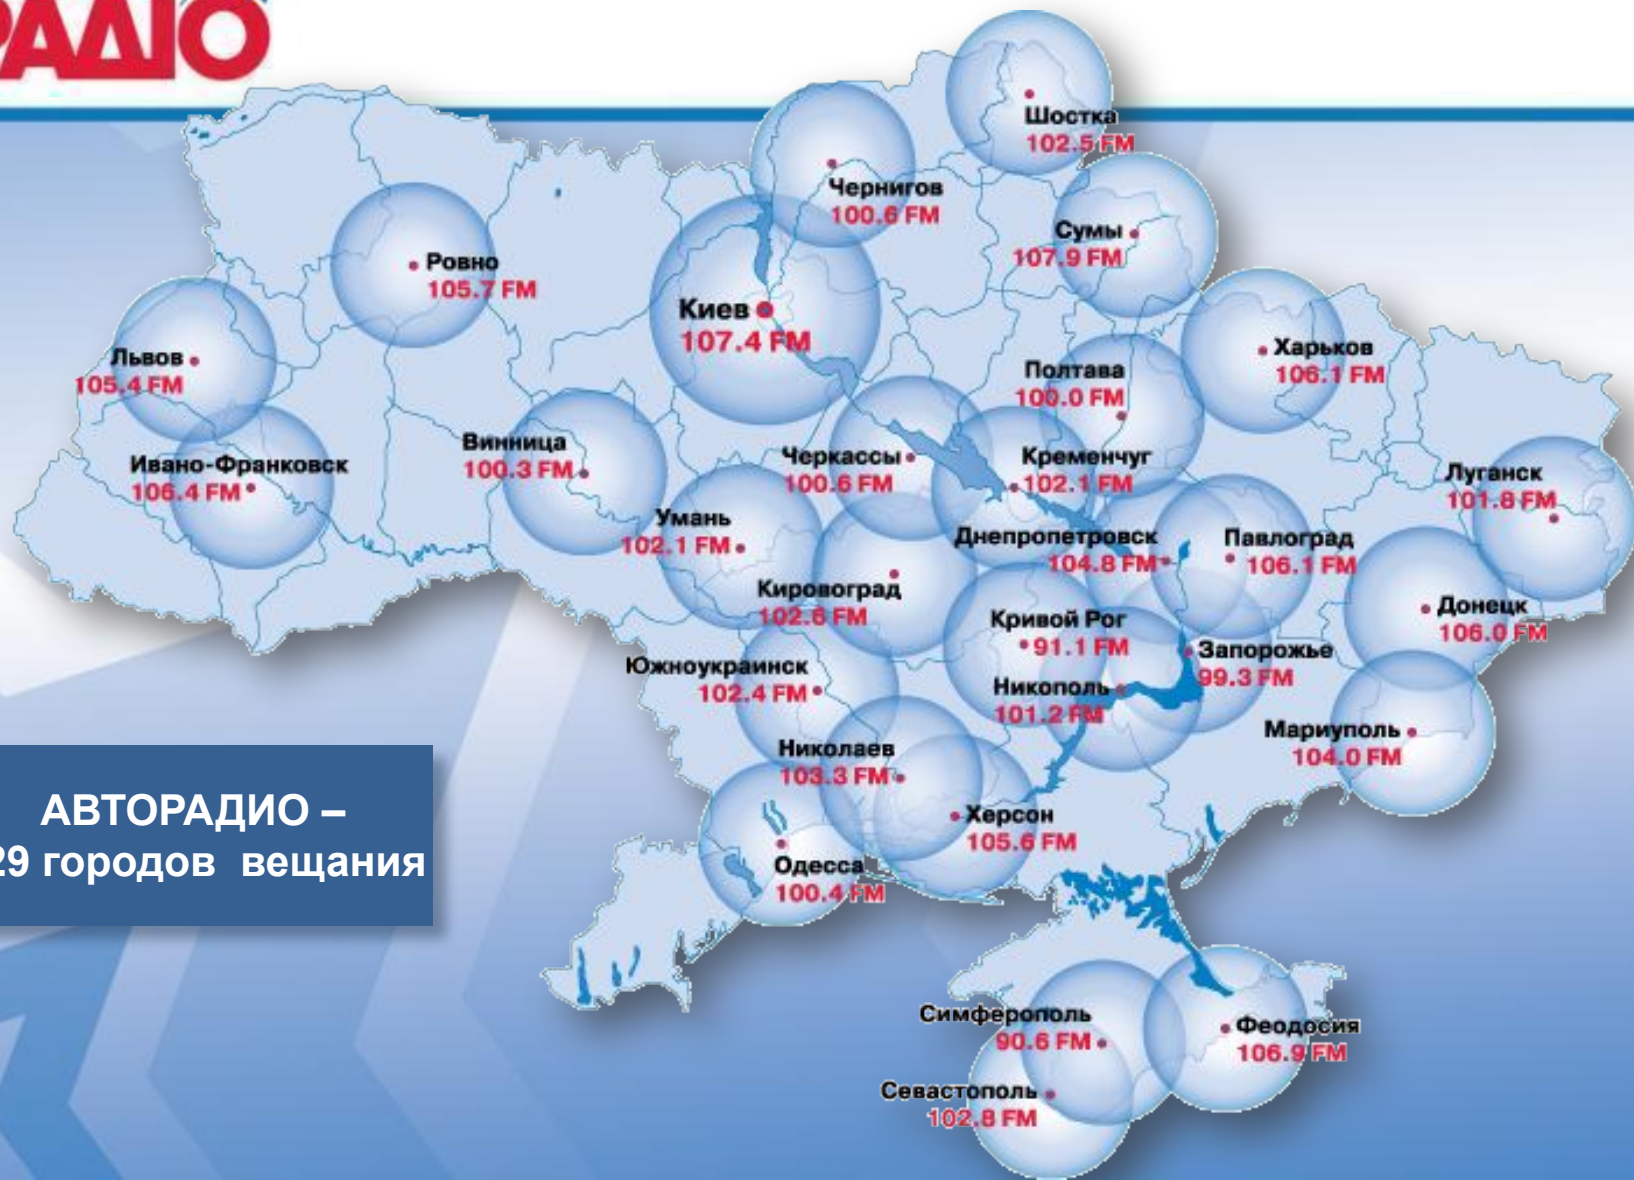 РАДІО
Шостка
102.5 FM
Чернигов
100.6 FM
Сумы
107.9 FM
Ровно
105.7 FM
Киев
107.4 FM
Львов
105.4 FM
Харьков
106.1 FM
Полтава
100.0 FM
Ивано-Франковск
106.4 FM
Винница
100.3 FM
Черкассы
100.6 FM
Кременчуг
102.1 FM
Луганск
101.8 FM
Умань
102.1 FM
Днепропетровск
104.8 FM
Павлоград
106.1 FM
Кировоград
102.6 FM
Донецк
106.0 FM
Кривой Рог
91.1 FM
Запорожье
99.3 FM
Южноукраинск
102.4 FM
Никополь
101.2 FM
Мариуполь
104.0 FM
Николаев
103.3 FM
Херсон
105.6 FM
Одесса
100.4 FM
АВТОРАДИО –
29 городов вещания
Симферополь
90.6 FM
Феодосия
106.9 FM
Севастополь
102.8 FM